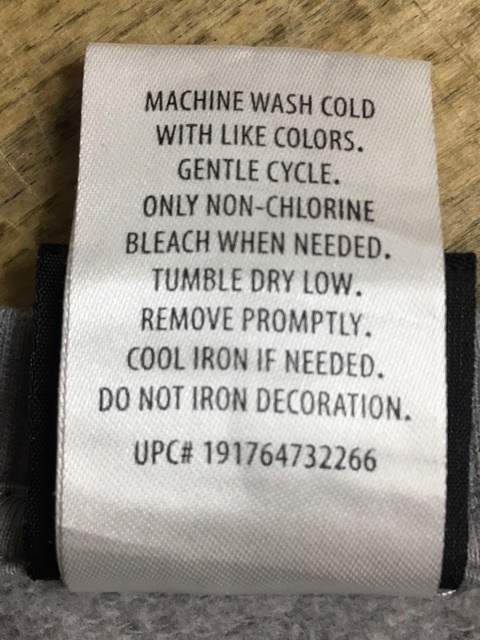 MACHINE WASH COLD
WITH LIKE COLORS.
GENTLE CYCLE.
ONLY NON-CHLORINE
BLEACH WHEN NEEDED.
TUMBLE DRY LOW.
REMOVE PROMPTLY.
COOL IRON IF NEEDED.
DO NOT IRON DECORATION.
UPC# 191764732266